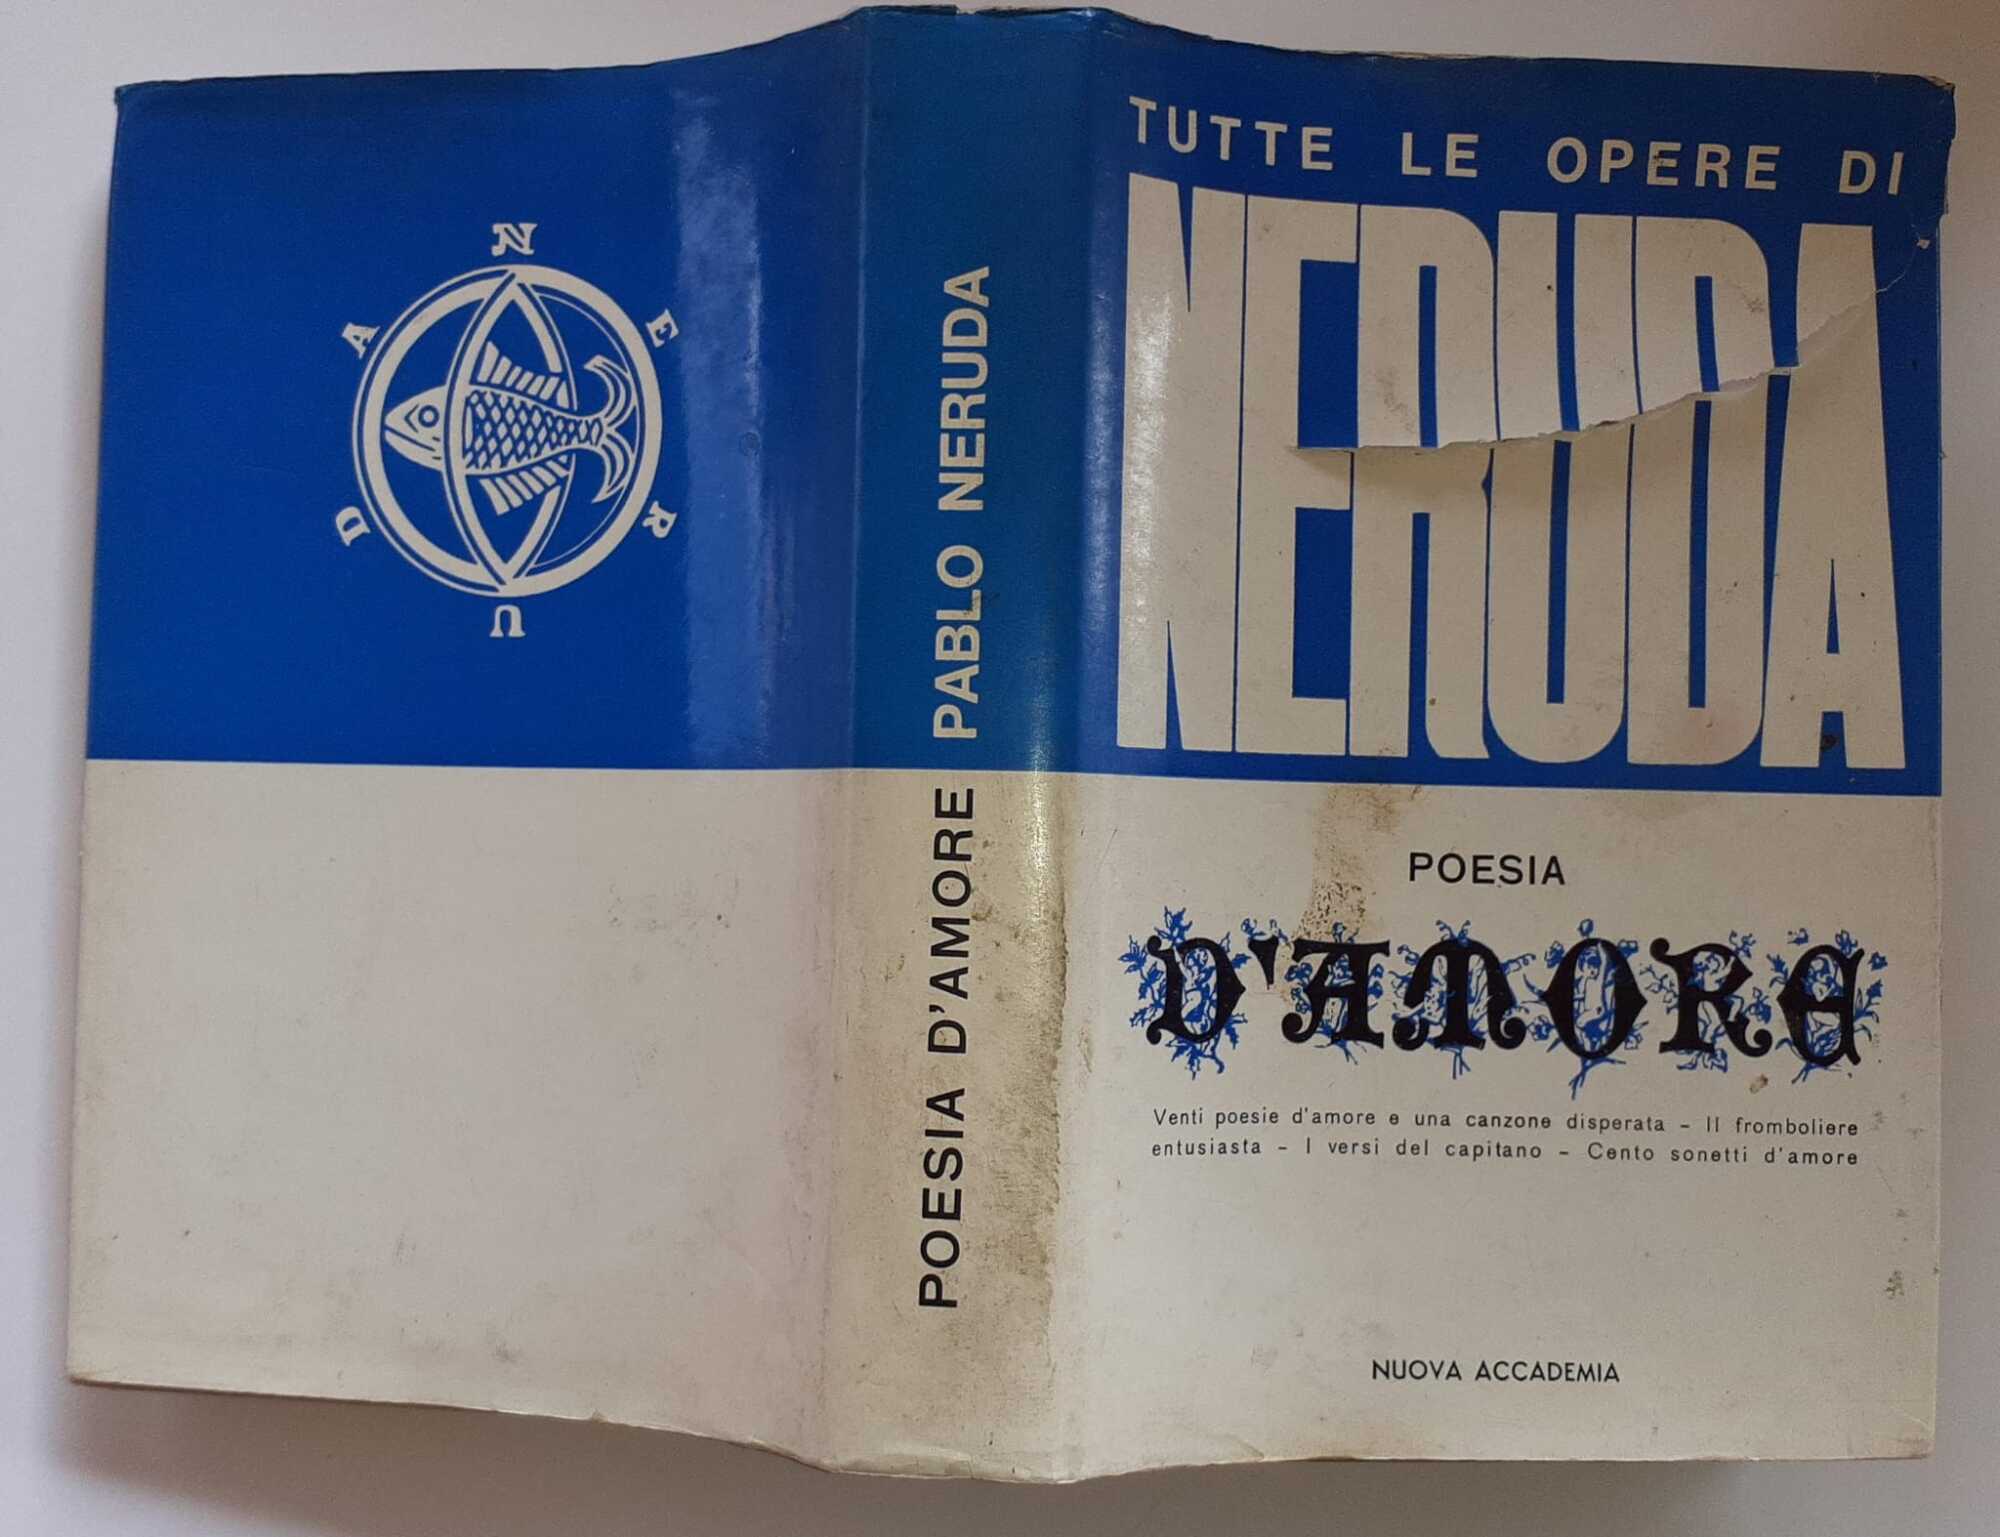 N
E
R
U
D
A
POESIA D'AMORE PABLO NERUDA
TUTTE LE OPERE DI
NERUDA
POESIA
D'AMORE
Venti poesie d'amore e una canzone disperata – Il fromboliere
entusiasta – I versi del capitano – Cento sonetti d'amore
NUOVA ACCADEMIA